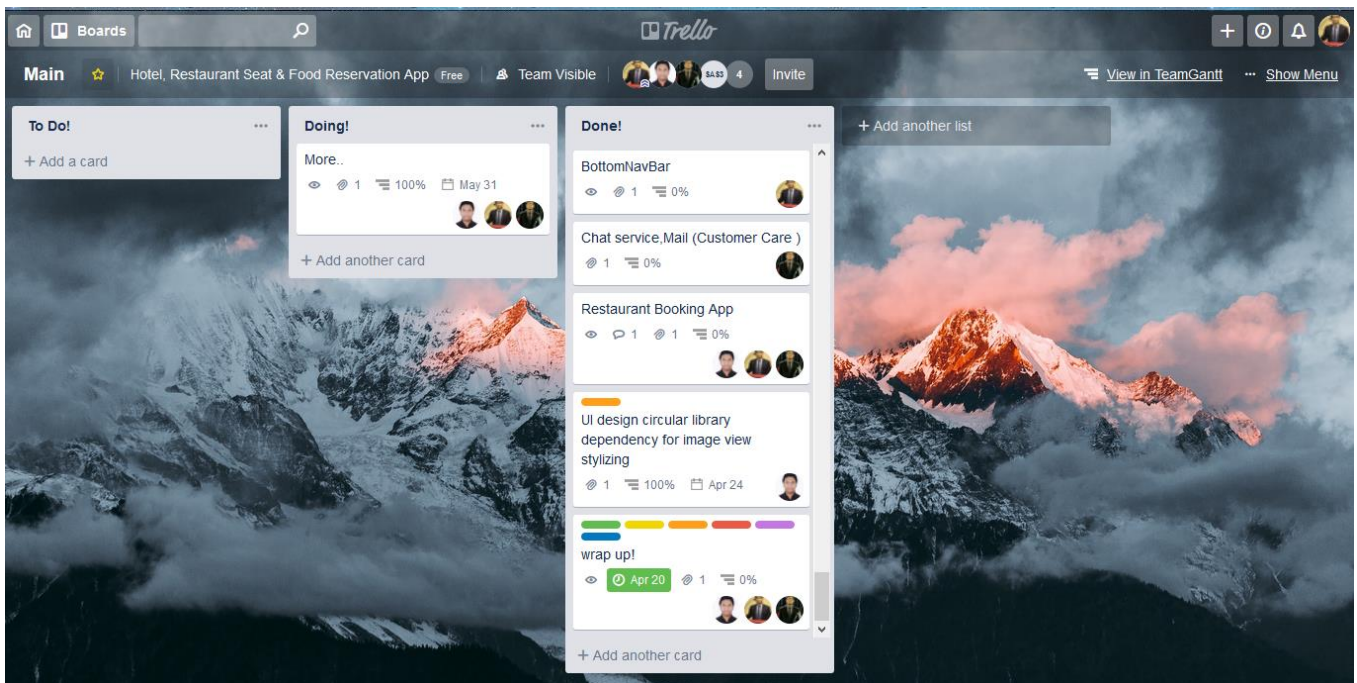 Boards
Trello
Main
Hotel, Restaurant Seat & Food Reservation App Free
Team Visible
SAS3
4
Invite
View in TeamGantt
... Show Menu
To Do!
+ Add a card
Doing!
More..
1 100% May 31
+ Add another card
Done!
BottomNavBar
1 0%
Chat service,Mail (Customer Care )
1 0%
Restaurant Booking App
1 1 0%
UI design circular library
dependency for image view
stylizing
1 100% Apr 24
wrap up!
Apr 20 1 0%
+ Add another card
+ Add another list